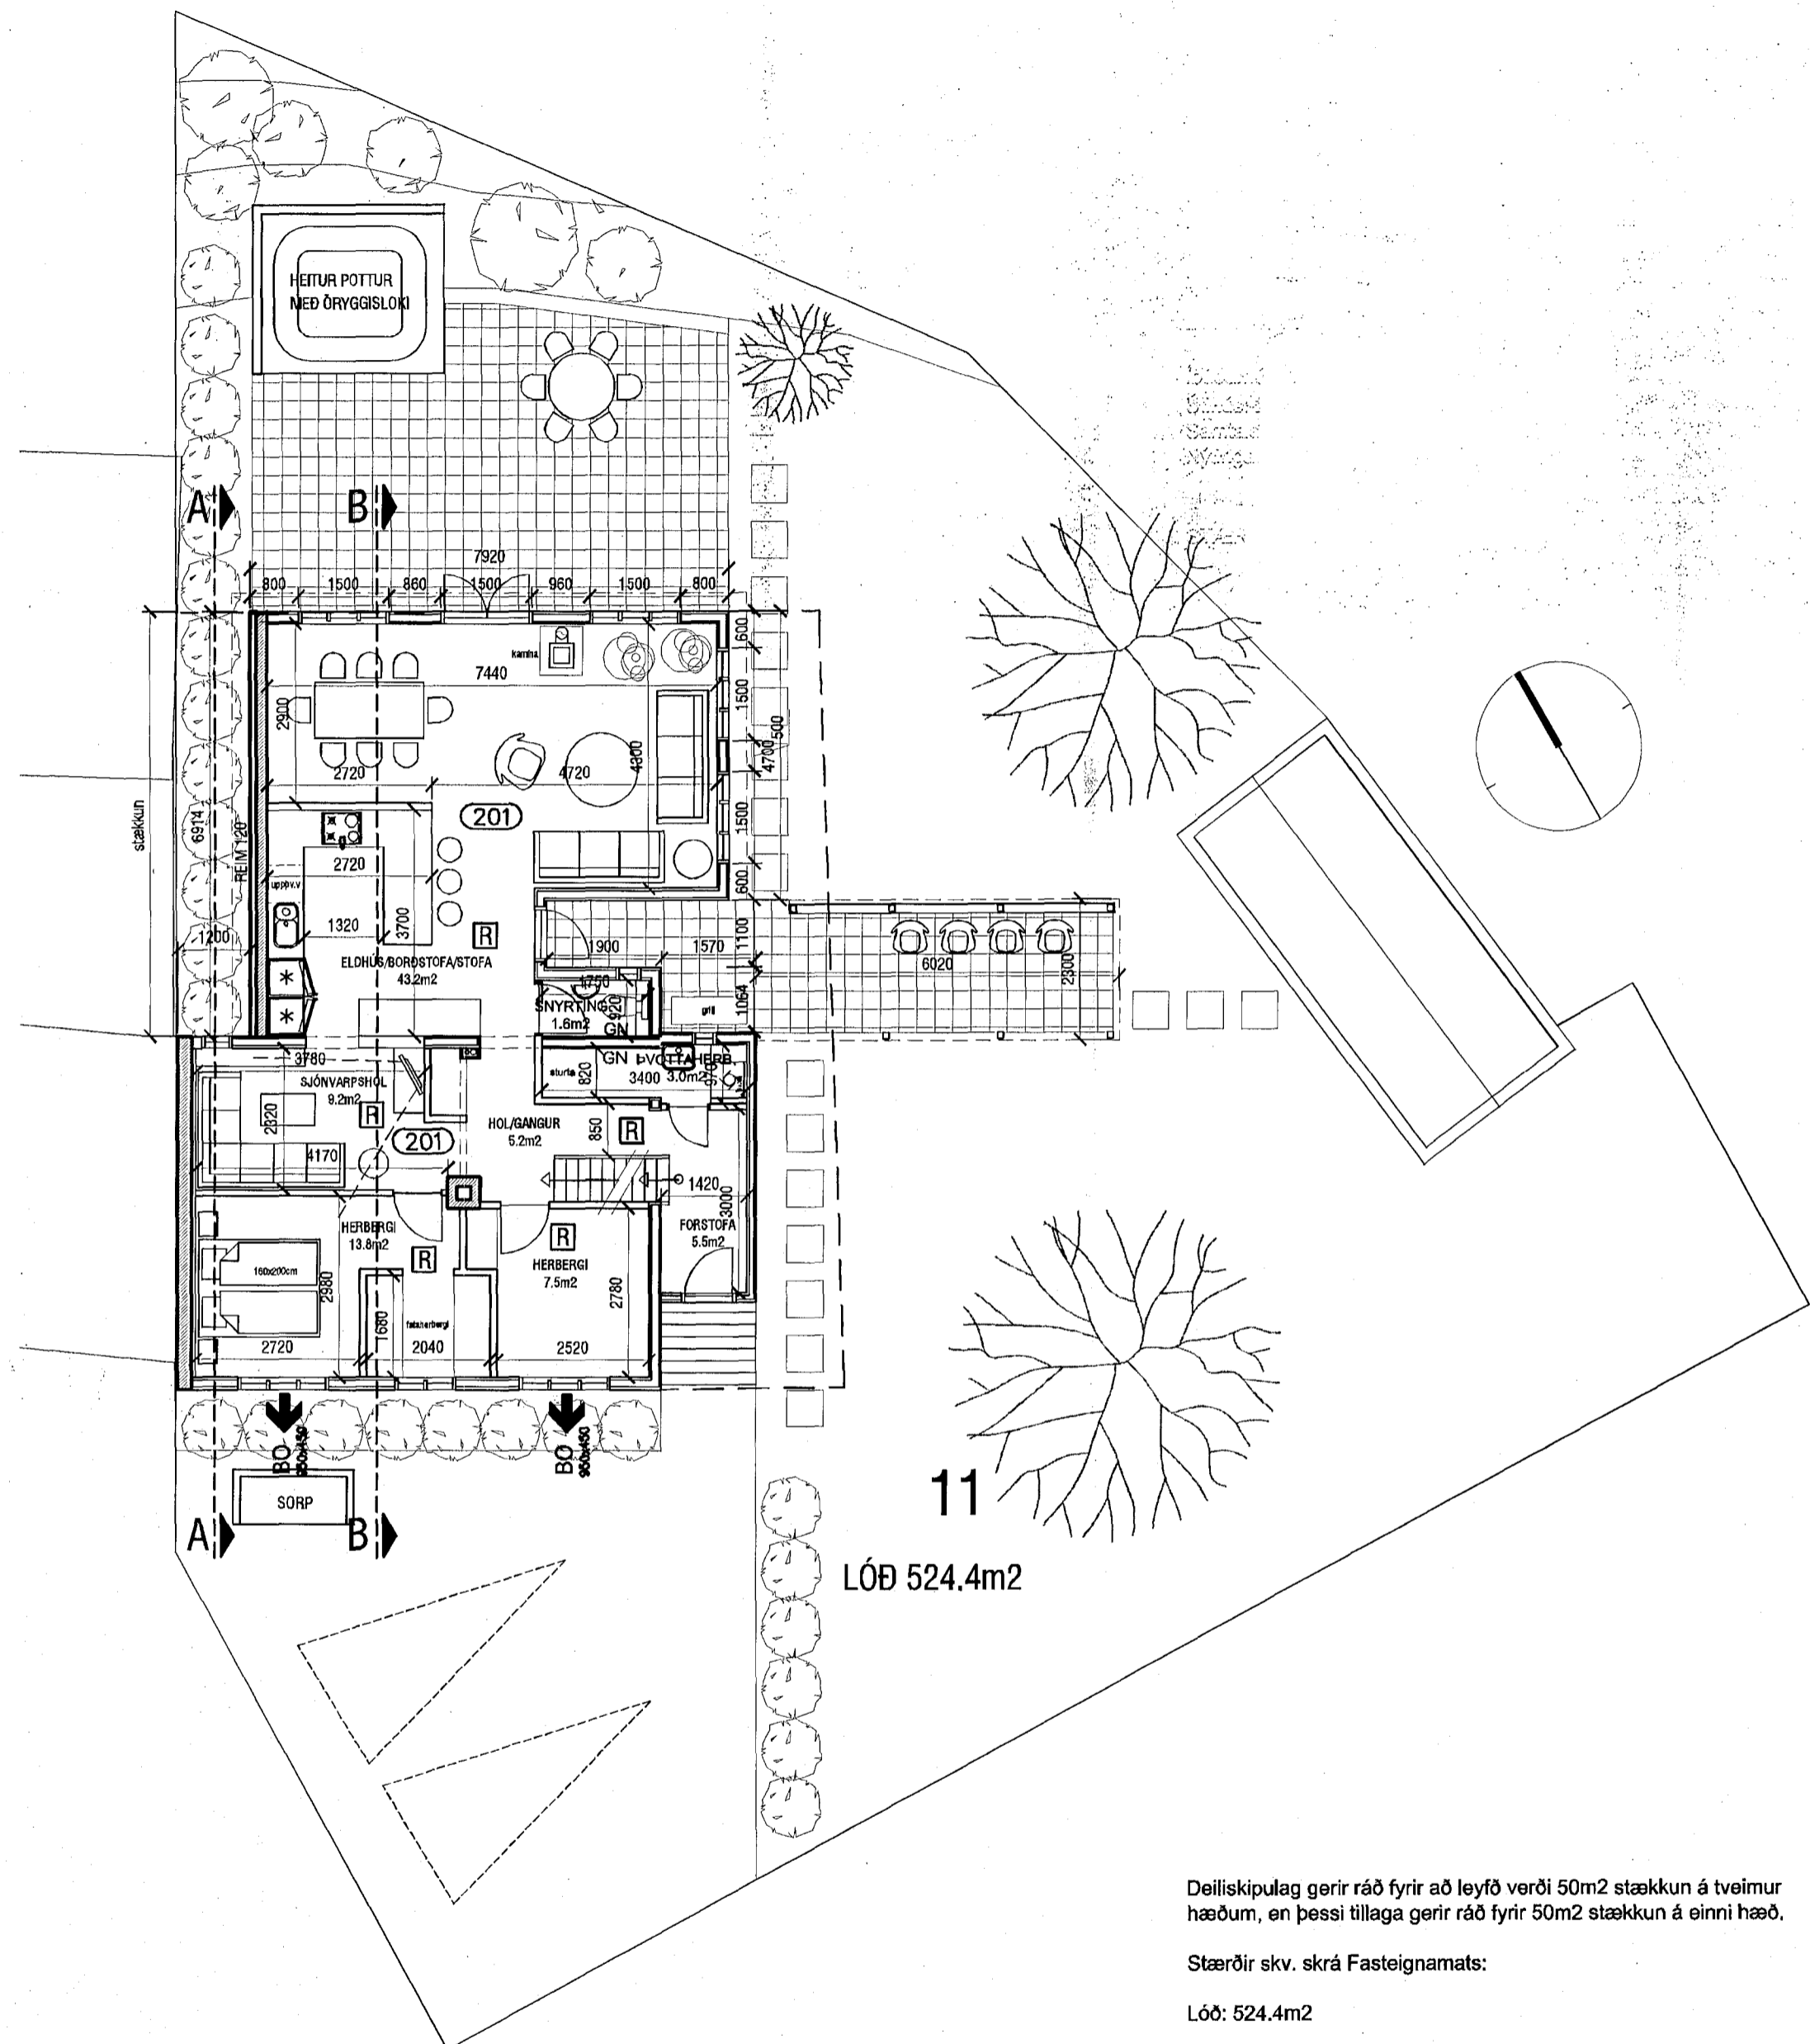 HEITUR POTTUR
MEÐ ÖRYGGISLOKI
A
B
7920
800
1500
860
1500
960
1500
800
kamína
7440
600
1500
500
4700
1500
600
2900
2720
4720
4300
stækkun
6914
REIM 120
201
2720
uppþv.v
1320
3700
R
1200
ELDHÚS/BORÐSTOFA/STOFA
43.2m2
1900
1570
1100
6020
2300
1750
SNYRTING
1.6m2
920
GN
1064
grill
3780
SJÓNVARPSHOL
9.2m2
GN
ÞVOTTAHERB.
sturta
820
3400
3.0m2
970
R
2320
HOL/GANGUR
5.2m2
850
R
201
4170
1420
3000
HERBERGI
13.8m2
R
R
HERBERGI
7.5m2
FORSTOFA
5.5m2
160x200cm
2980
2780
1680
fataherbergi
2720
2040
2520
BO
950x450
BO
950x450
SORP
A
B
11
LÓÐ 524.4m2
Deiliskipulag gerir ráð fyrir að leyfð verði 50m2 stækkun á tveimur
hæðum, en þessi tillaga gerir ráð fyrir 50m2 stækkun á einni hæð.
Stærðir skv. skrá Fasteignamats:
Lóð: 524.4m2